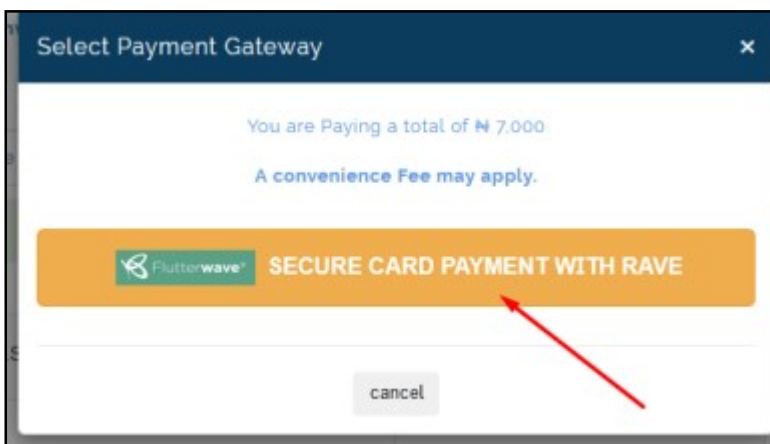 Select Payment Gateway ×
You are Paying a total of ₦ 7,000
A convenience Fee may apply.
Flutterwave SECURE CARD PAYMENT WITH RAVE
cancel